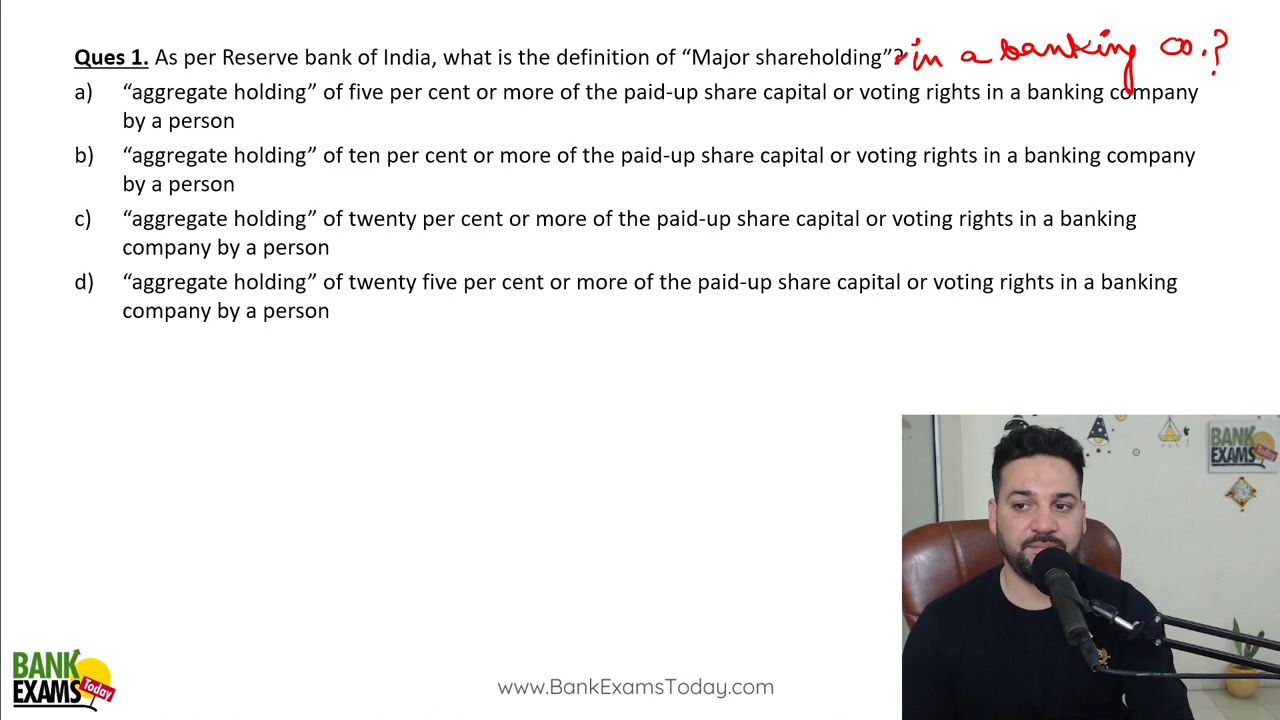 Ques 1. As per Reserve bank of India, what is the definition of “Major shareholding”? in a banking co.?
a) “aggregate holding” of five per cent or more of the paid-up share capital or voting rights in a banking company
by a person
b) “aggregate holding” of ten per cent or more of the paid-up share capital or voting rights in a banking company
by a person
c) “aggregate holding” of twenty per cent or more of the paid-up share capital or voting rights in a banking
company by a person
d) “aggregate holding” of twenty five per cent or more of the paid-up share capital or voting rights in a banking
company by a person
BANK
EXAMS
Today
BANK
EXAMS
Today
www.BankExamsToday.com